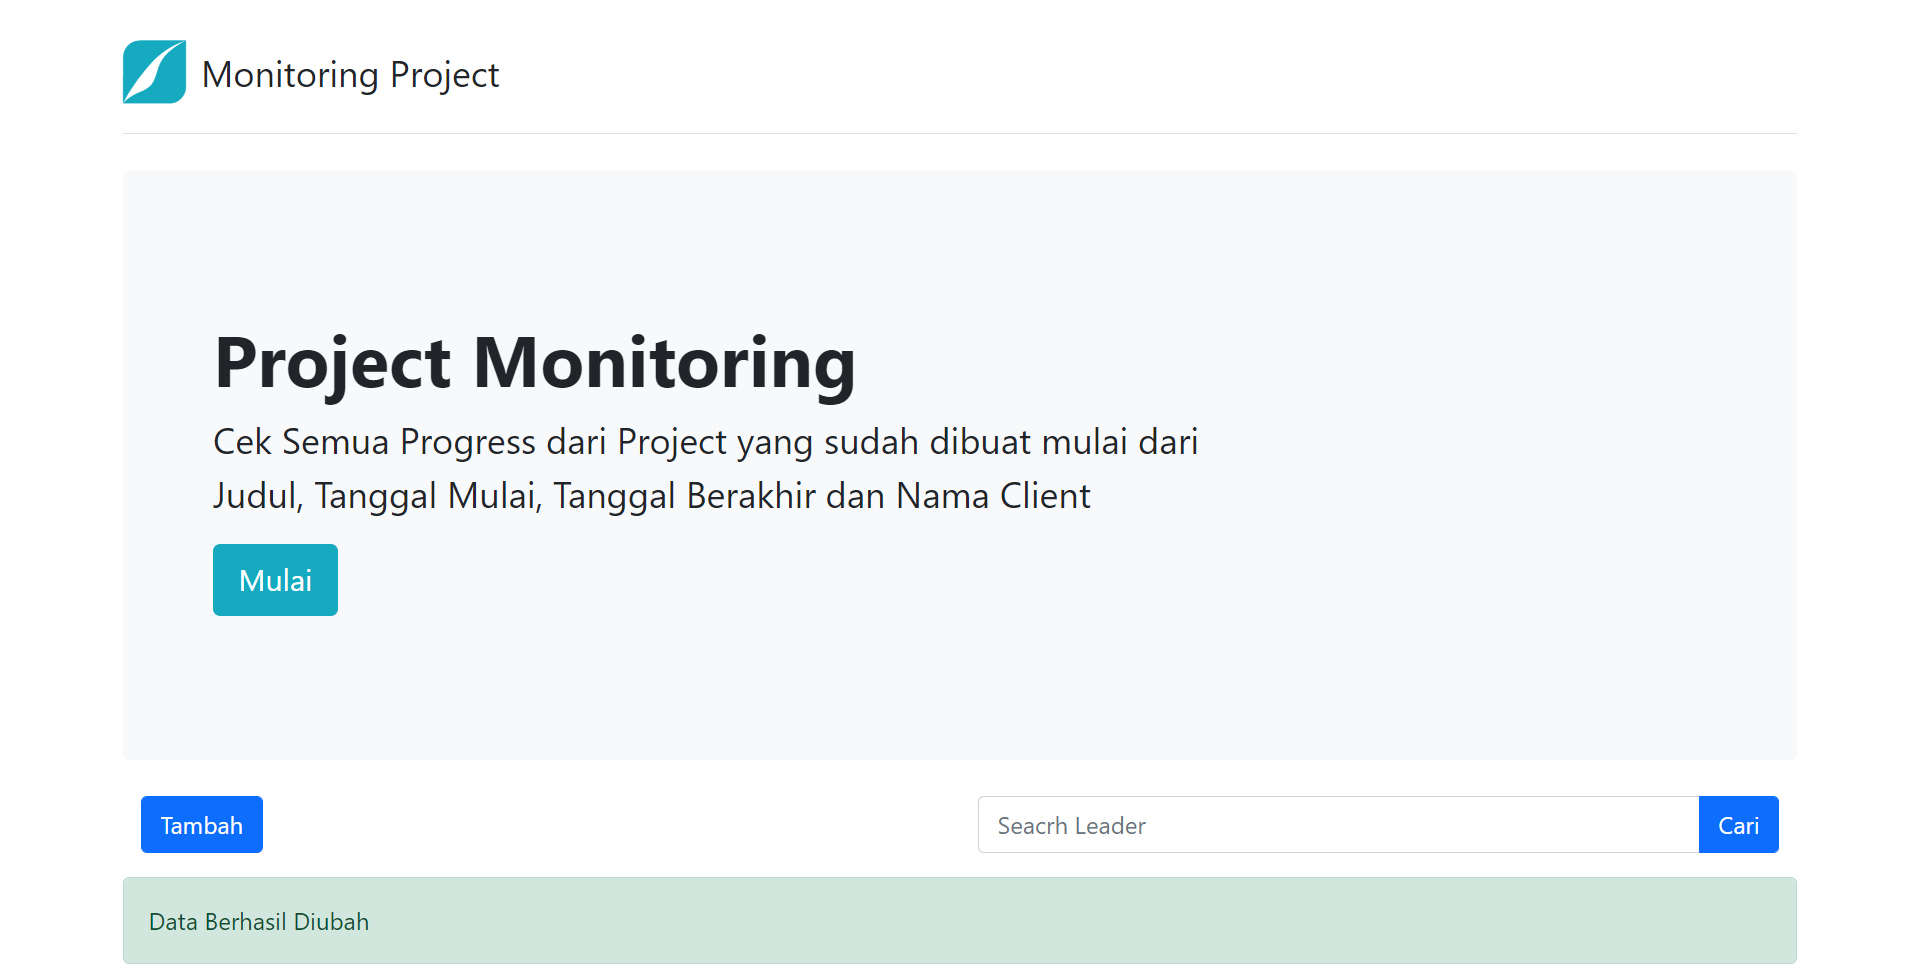 Monitoring Project
Project Monitoring
Cek Semua Progress dari Project yang sudah dibuat mulai dari
Judul, Tanggal Mulai, Tanggal Berakhir dan Nama Client
Mulai
Tambah
Seacrh Leader
Cari
Data Berhasil Diubah